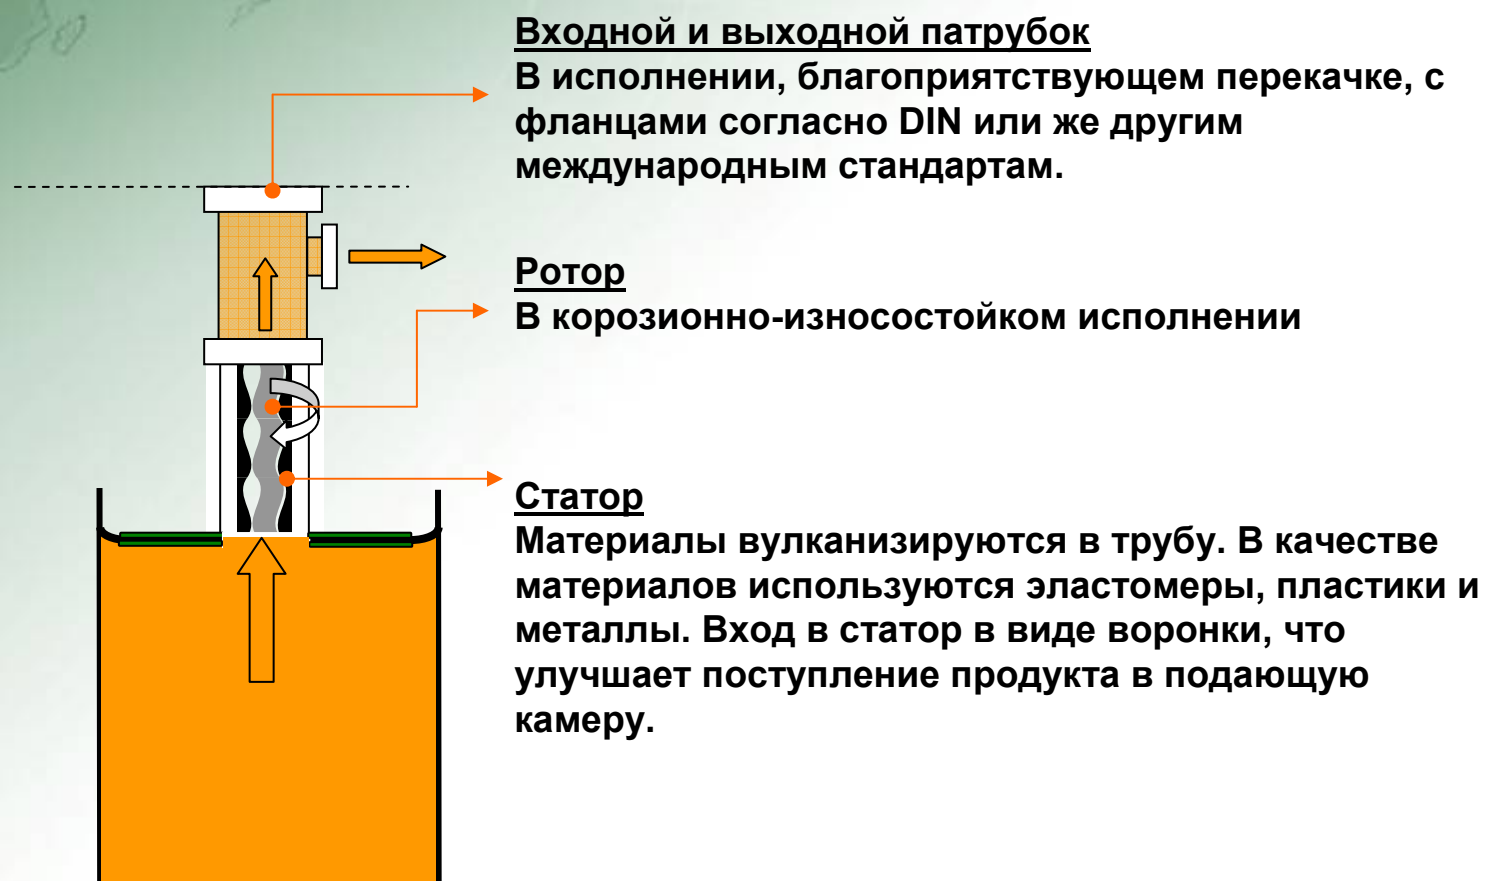 Входной и выходной патрубок
В исполнении, благоприятствующем перекачке, с
фланцами согласно DIN или же другим
международным стандартам.
Ротор
В корозионно-износостойком исполнении
Статор
Материалы вулканизируются в трубу. В качестве
материалов используются эластомеры, пластики и
металлы. Вход в статор в виде воронки, что
улучшает поступление продукта в подающую
камеру.